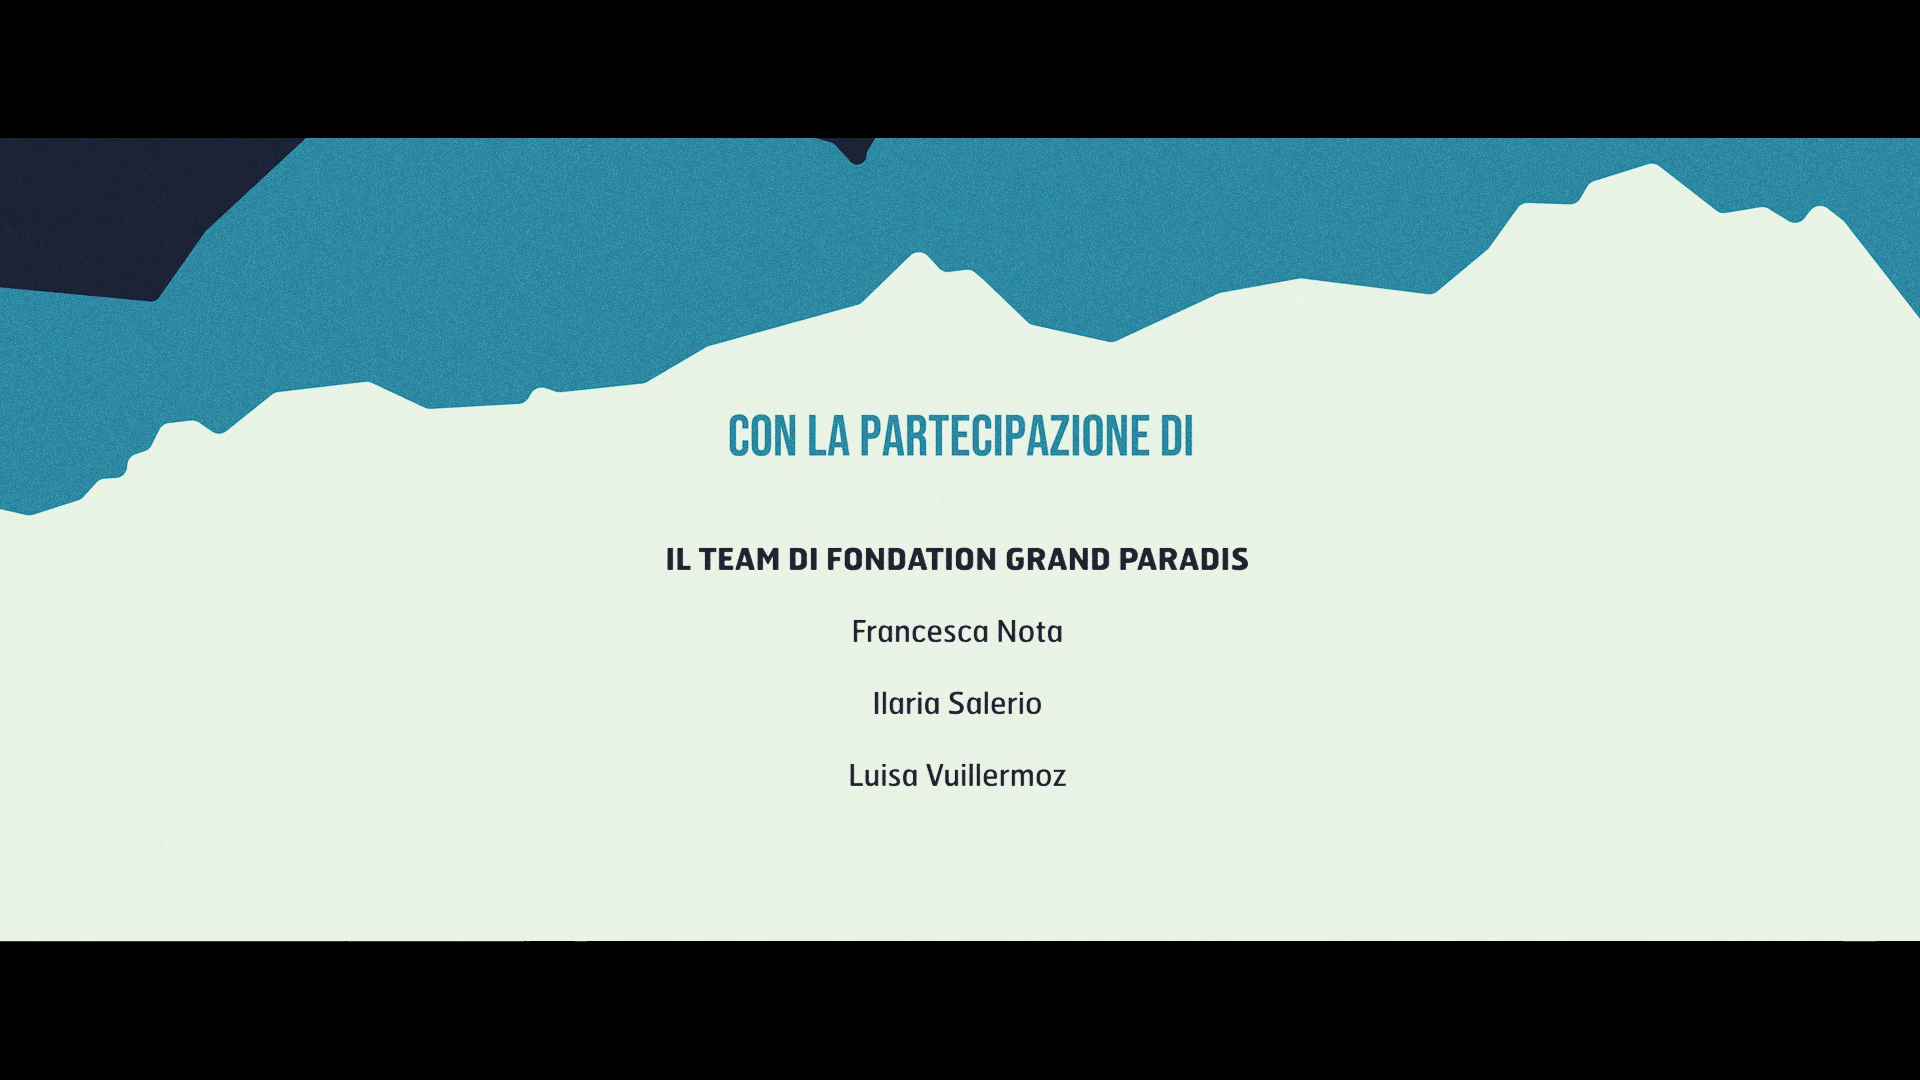 CON LA PARTECIPAZIONE DI
IL TEAM DI FONDATION GRAND PARADIS
Francesca Nota
Ilaria Salerio
Luisa Vuillermoz